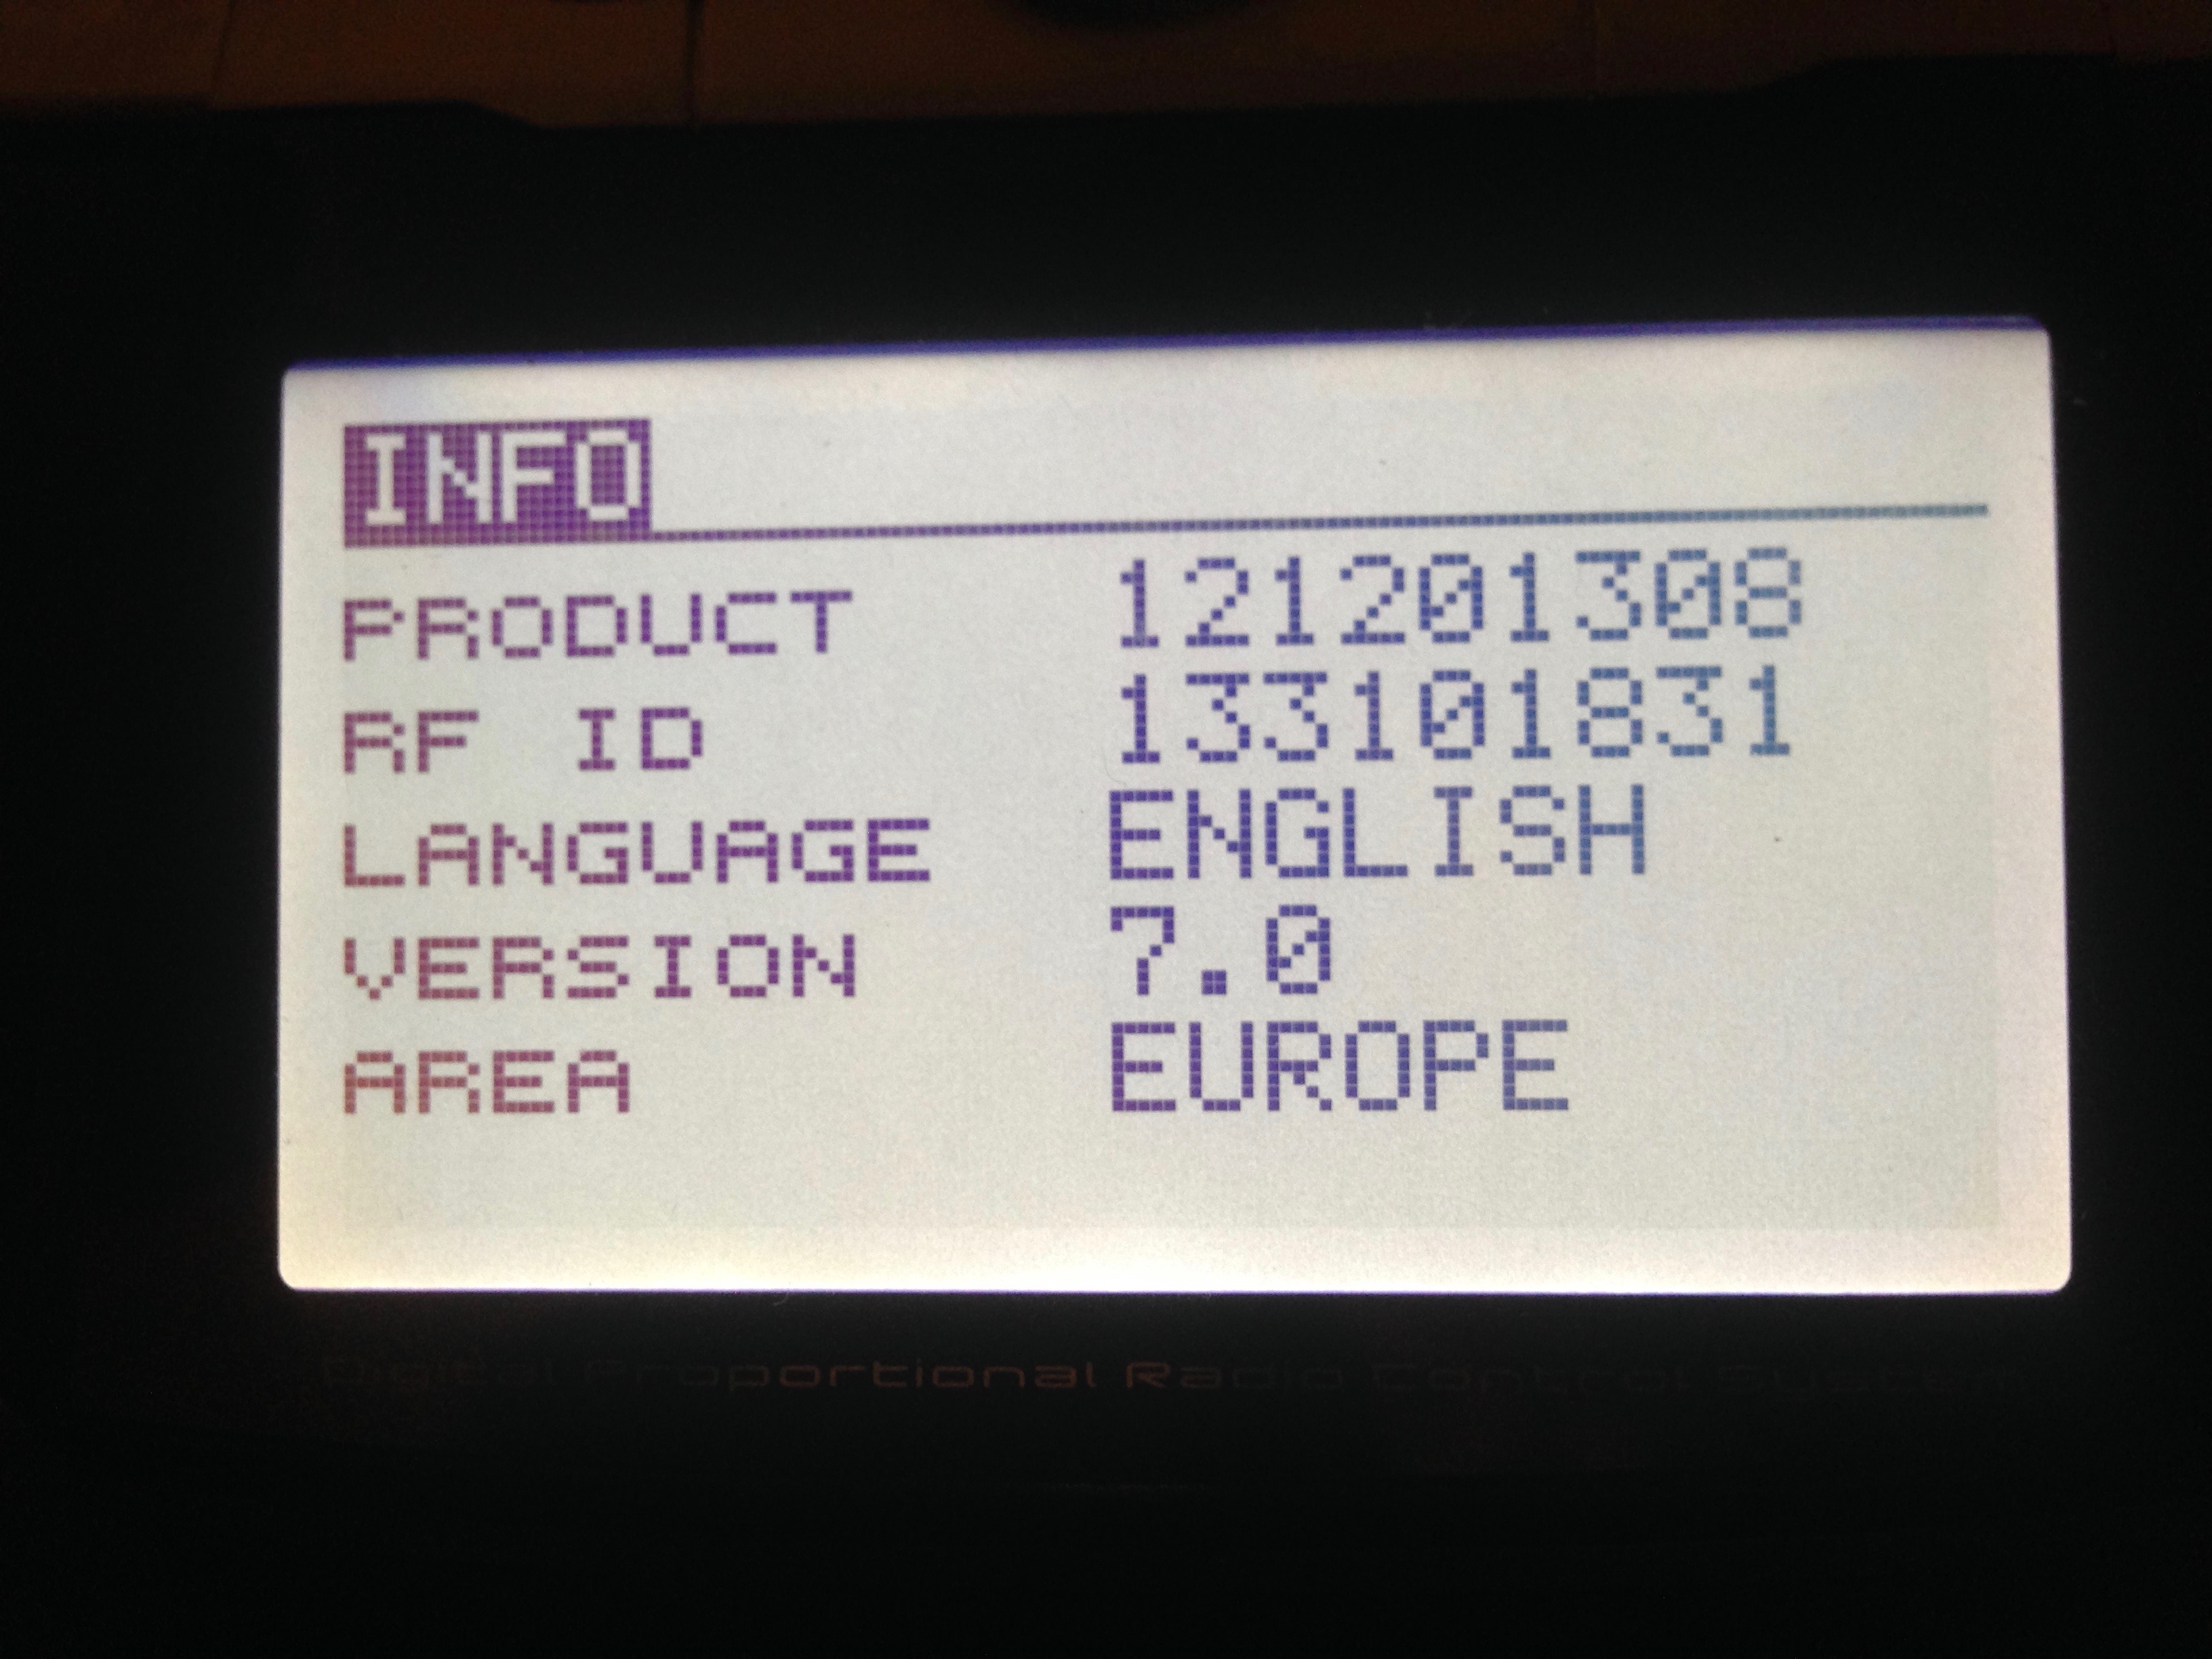 INFO
PRODUCT 121201308
RF ID 133101831
LANGUAGE ENGLISH
VERSION 7.0
AREA EUROPE
Digital Proportional Radio Control System